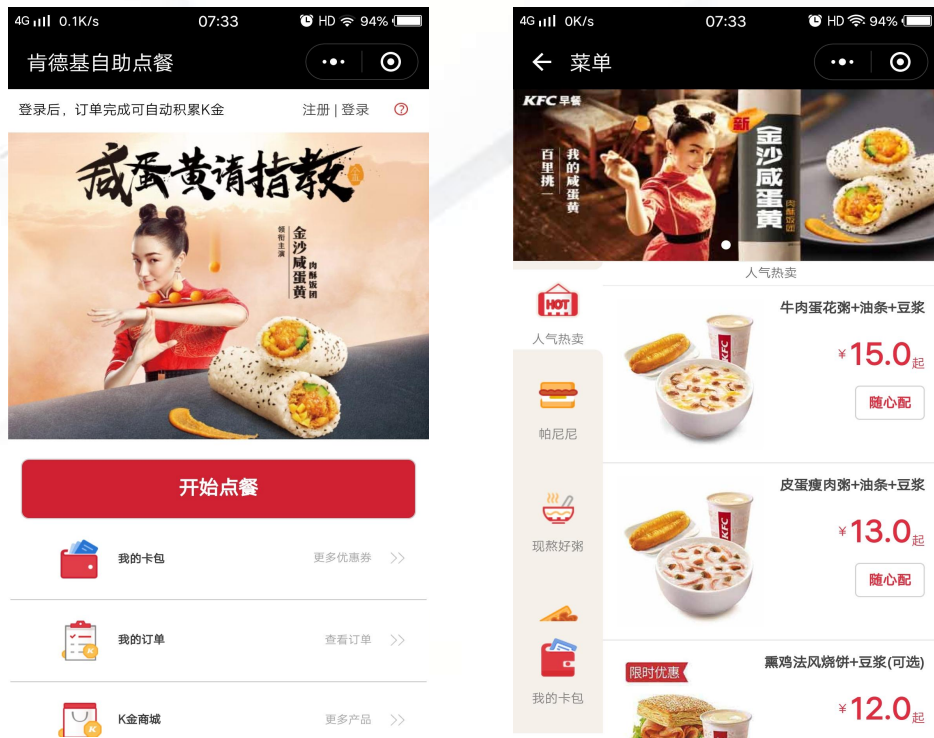 4G 0.1K/s 07:33 HD 94%
肯德基自助点餐
登录后，订单完成可自动积累K金 注册 | 登录 ?
咸蛋黄请指教
领衔主演
金沙咸蛋黄
肉酥饭团
开始点餐
我的卡包 更多优惠券 >>
我的订单 查看订单 >>
K金商城 更多产品 >>
4G 0K/s 07:33 HD 94%
菜单
KFC 早餐
我的咸蛋黄
百里挑一
新
金沙咸蛋黄
肉酥饭团
人气热卖
HOT
人气热卖
帕尼尼
现熬好粥
我的卡包
牛肉蛋花粥+油条+豆浆
¥15.0起
随心配
KFC
皮蛋瘦肉粥+油条+豆浆
¥13.0起
随心配
KFC
限时优惠
熏鸡法风烧饼+豆浆(可选)
¥12.0起